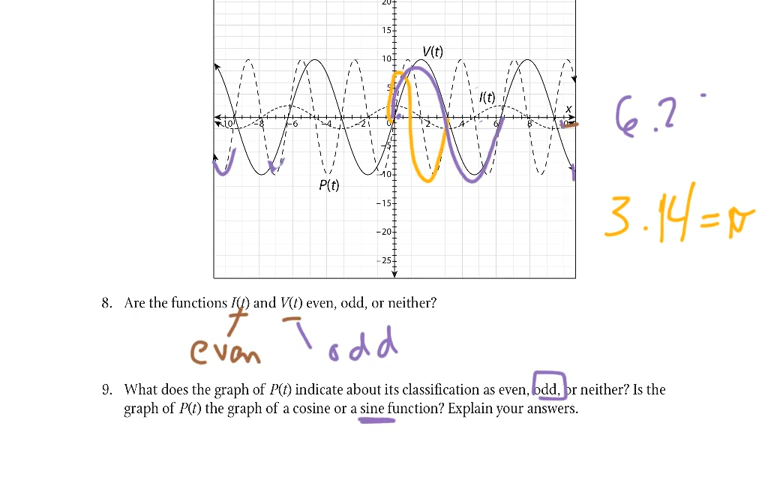 20
15
10
V(t)
5
I(t)
x
-10 -8 -6 -4 -2 0 2 4 6 8 10
-5
-10
P(t)
-15
-20
-25
6.2
3.14=π
8. Are the functions I(t) and V(t) even, odd, or neither?
even odd
9. What does the graph of P(t) indicate about its classification as even, odd, or neither? Is the
graph of P(t) the graph of a cosine or a sine function? Explain your answers.